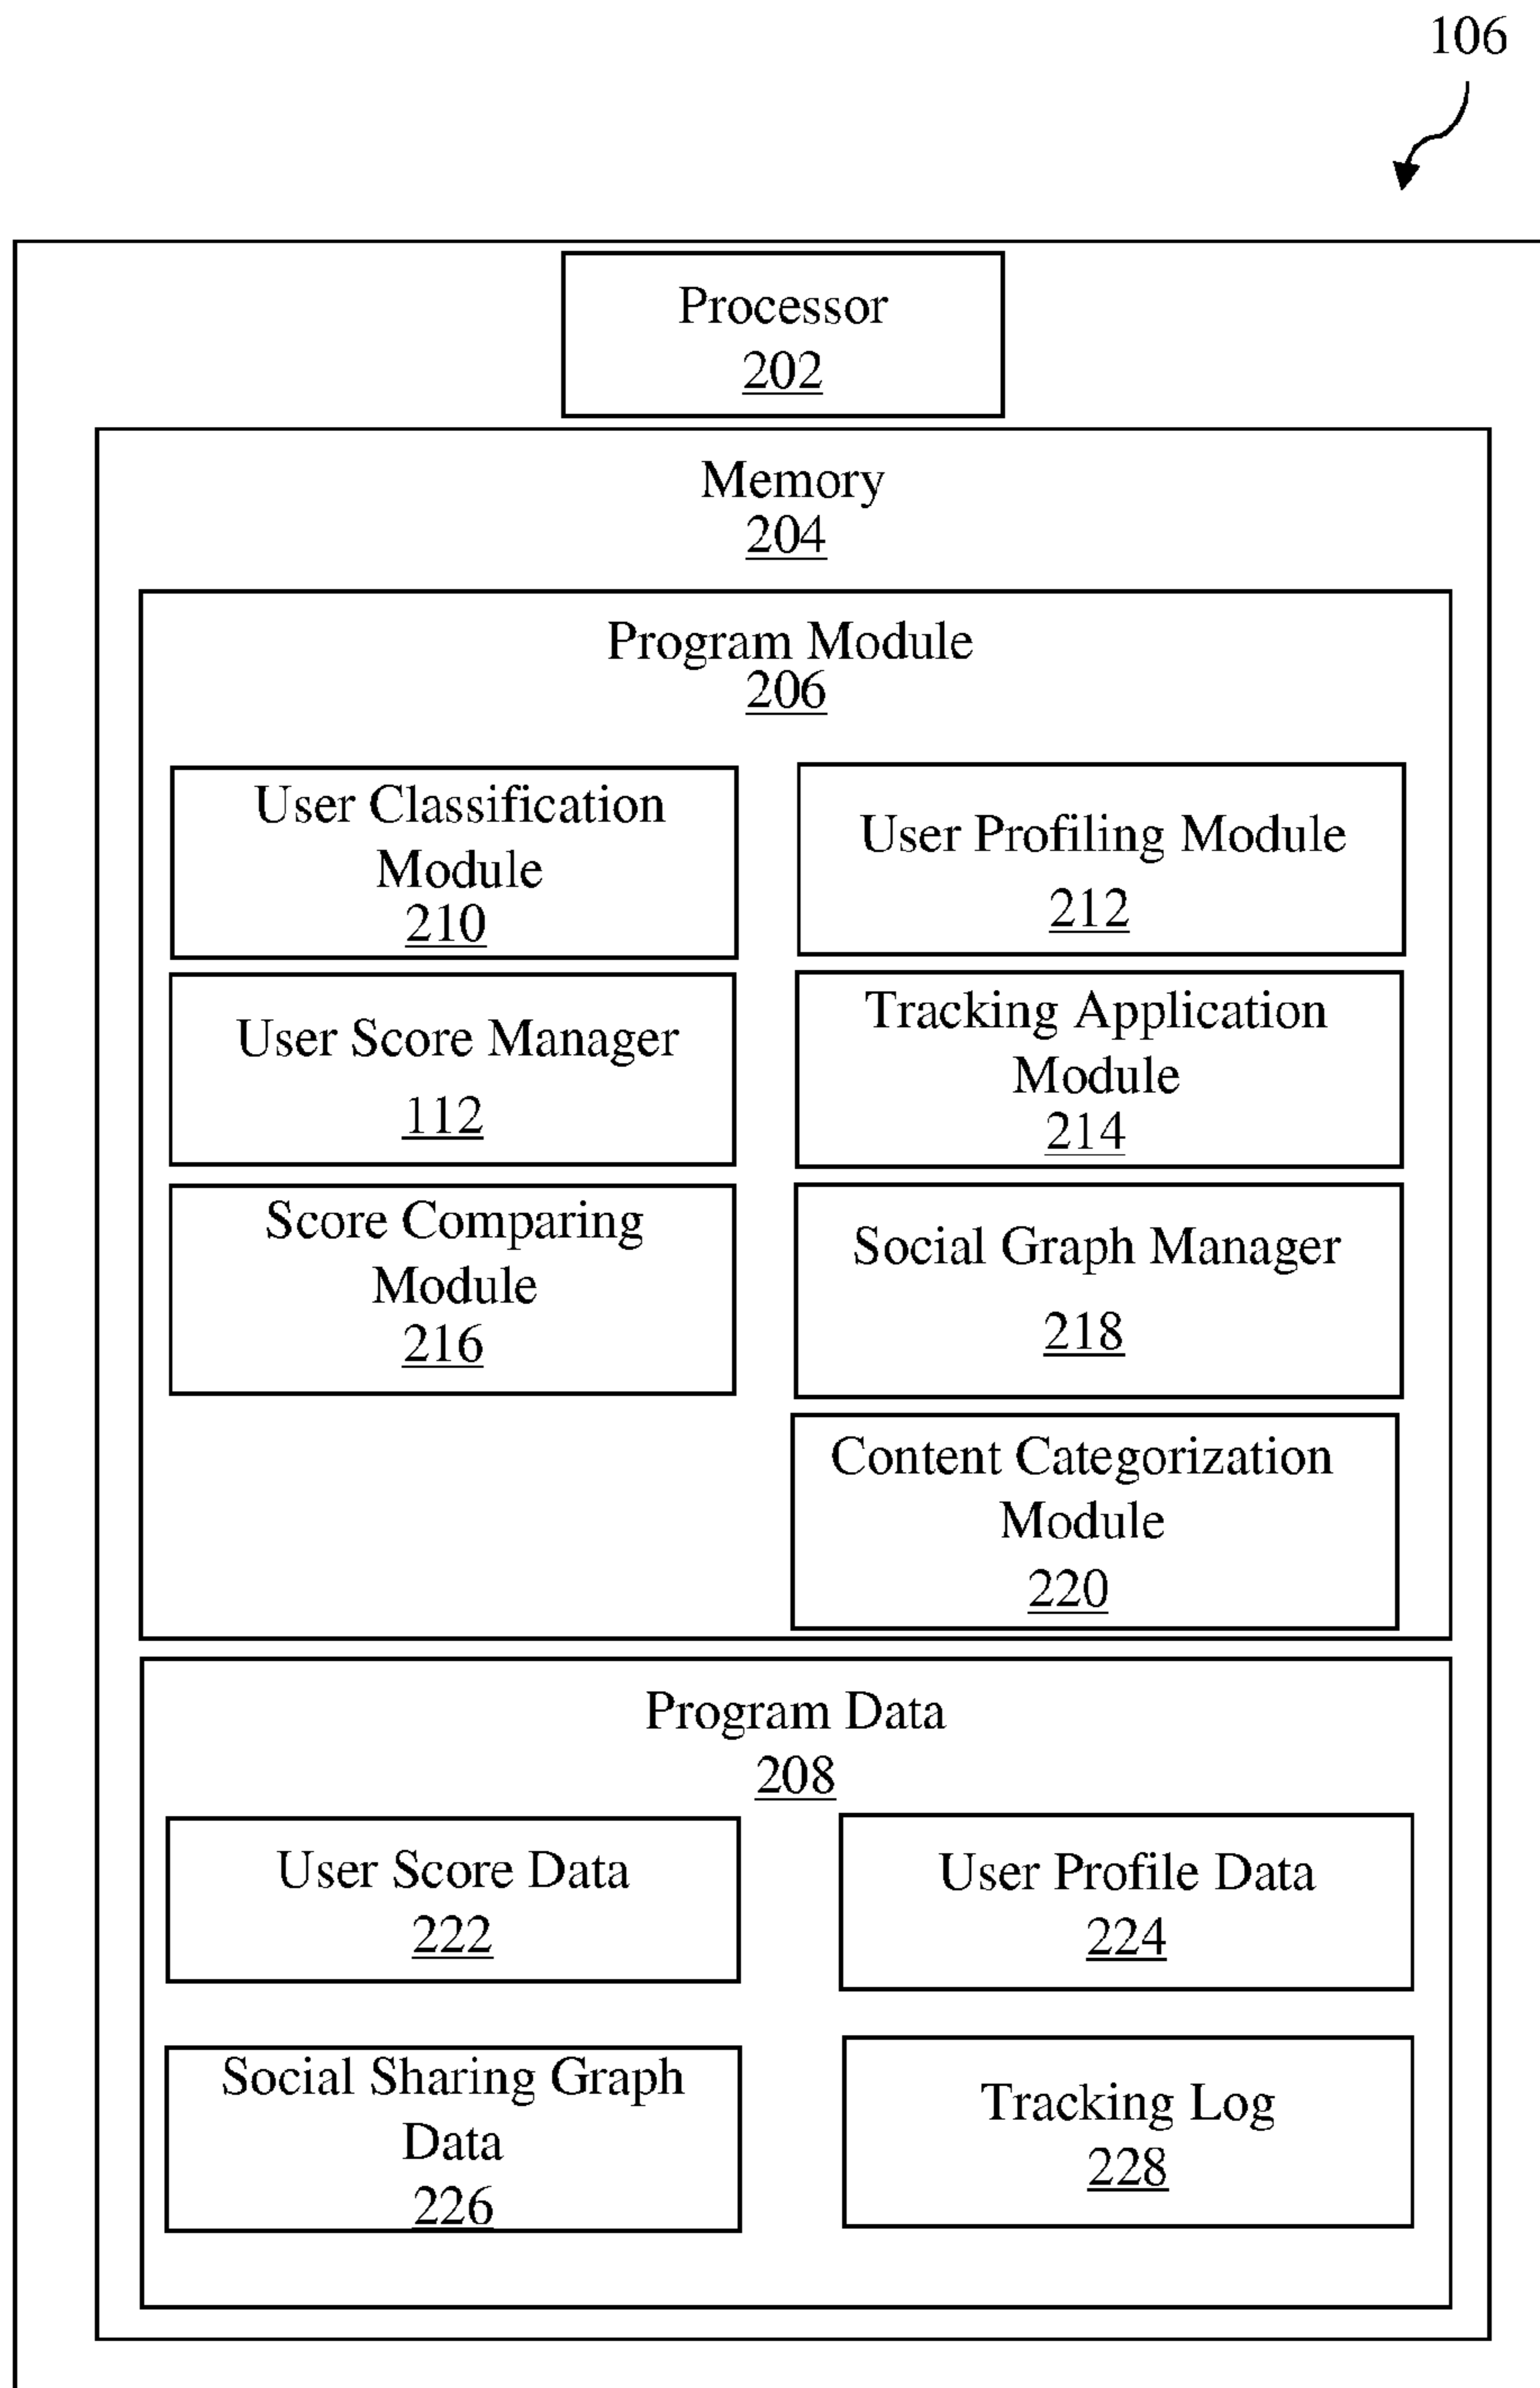 106
Processor
202
Memory
204
Program Module
206
User Classification
Module
210
User Profiling Module
212
User Score Manager
112
Tracking Application
Module
214
Score Comparing
Module
216
Social Graph Manager
218
Content Categorization
Module
220
Program Data
208
User Score Data
222
User Profile Data
224
Social Sharing Graph
Data
226
Tracking Log
228